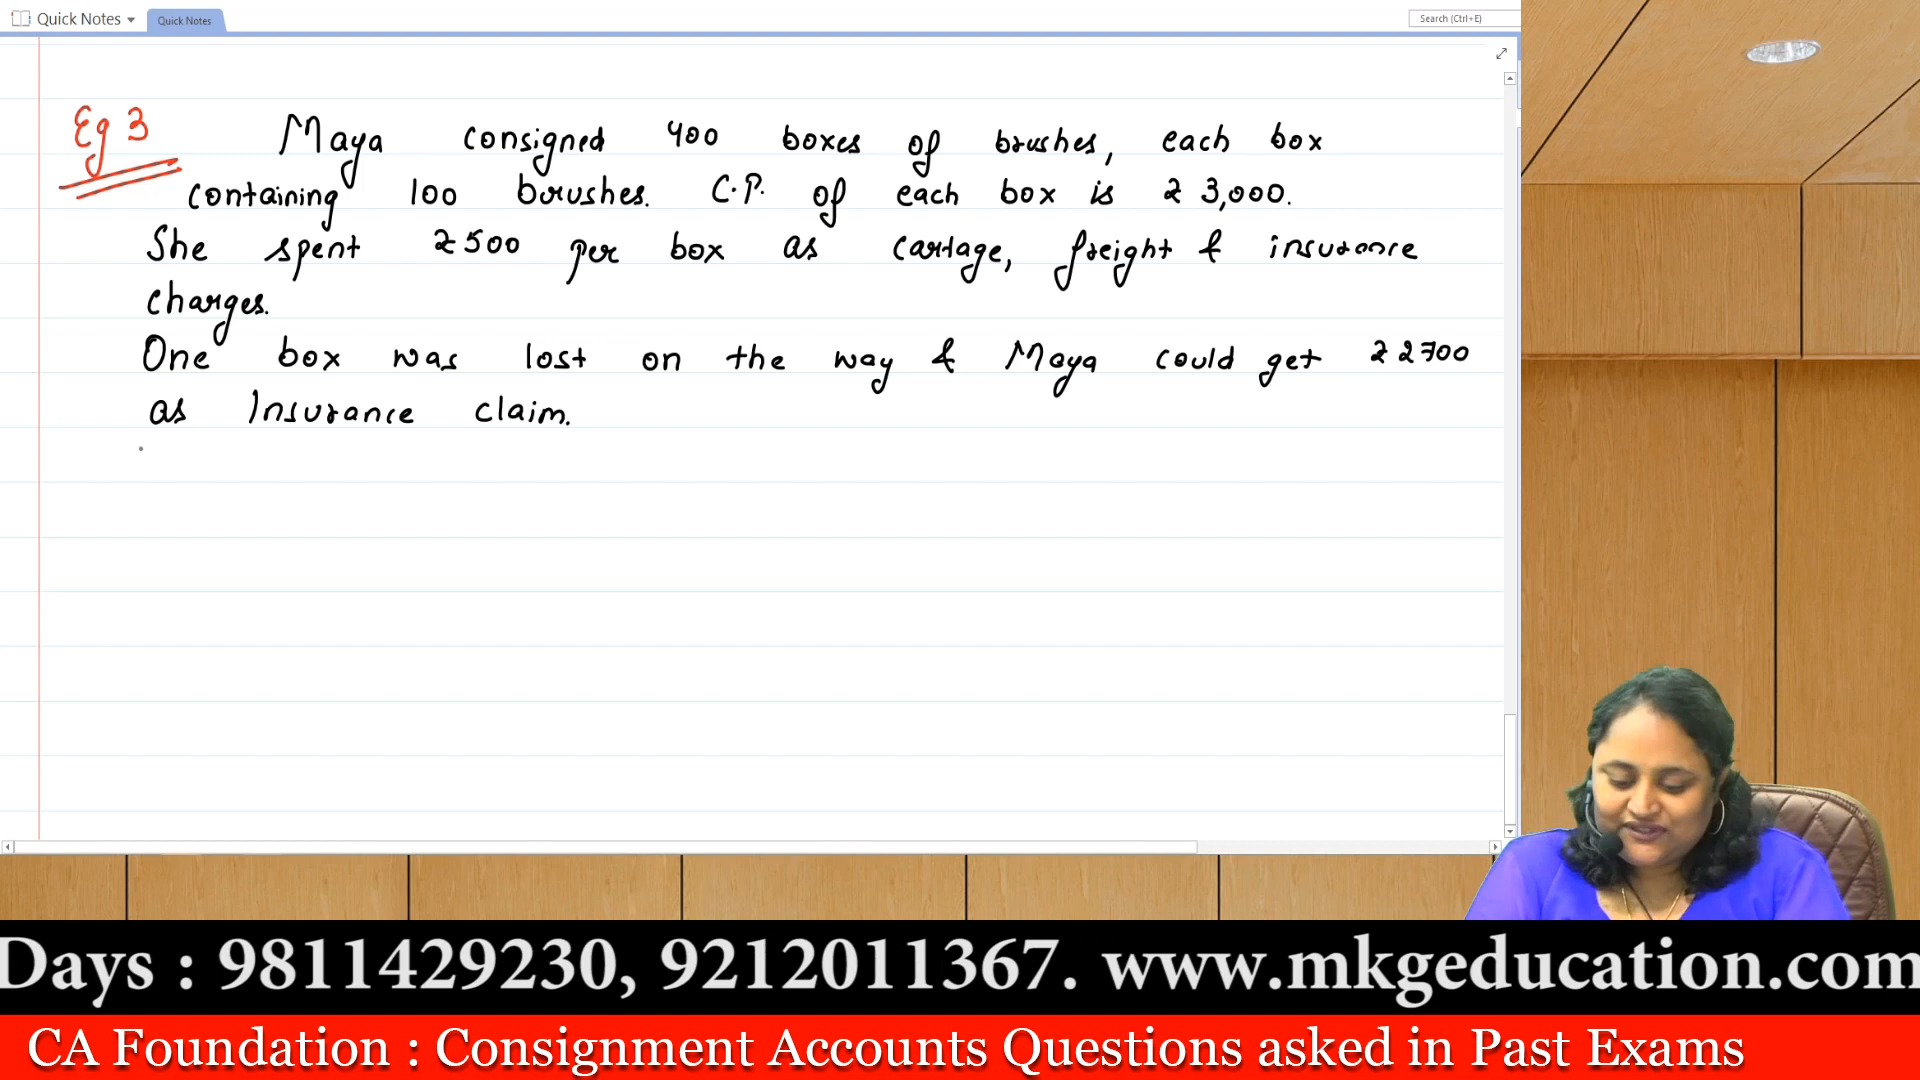 Quick Notes
Quick Notes
Search (Ctrl+E)
Eg 3
Maya consigned 400 boxes of brushes, each box
containing 100 brushes. C.P. of each box is ₹ 3,000.
She spent ₹500 per box as cartage, freight & insurance
charges.
One box was lost on the way & Maya could get ₹2700
as Insurance claim.
Days : 9811429230, 9212011367. www.mkgeducation.com
CA Foundation : Consignment Accounts Questions asked in Past Exams